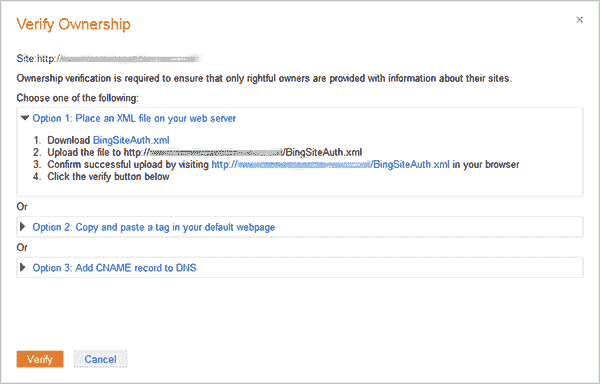 Verify Ownership
×
Site:http://
Ownership verification is required to ensure that only rightful owners are provided with information about their sites.
Choose one of the following:
Option 1: Place an XML file on your web server
1. Download BingSiteAuth.xml
2. Upload the file to http:///BingSiteAuth.xml
3. Confirm successful upload by visiting http:///BingSiteAuth.xml in your browser
4. Click the verify button below
Or
Option 2: Copy and paste a tag in your default webpage
Or
Option 3: Add CNAME record to DNS
Verify Cancel